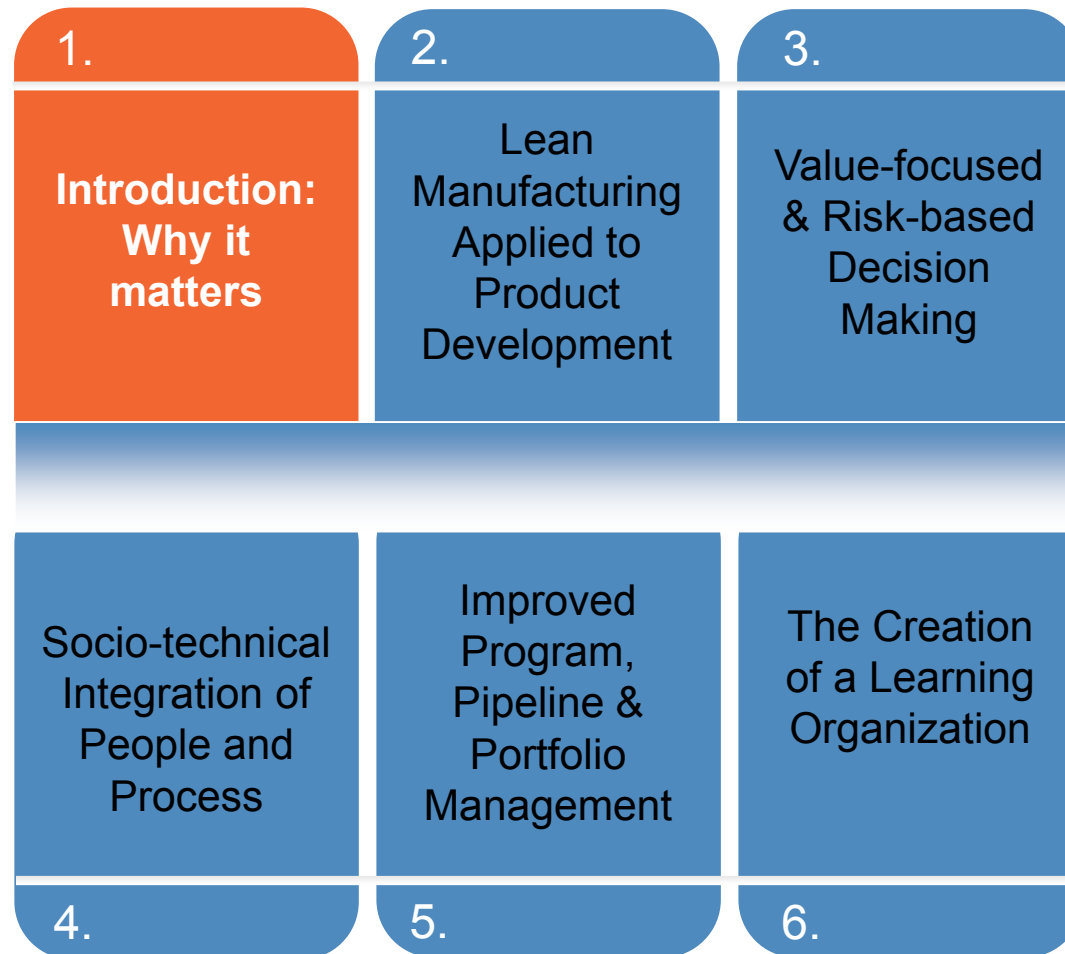 1.
Introduction:
Why it
matters
2.
Lean
Manufacturing
Applied to
Product
Development
3.
Value-focused
& Risk-based
Decision
Making
Socio-technical
Integration of
People and
Process
4.
Improved
Program,
Pipeline &
Portfolio
Management
5.
The Creation
of a Learning
Organization
6.